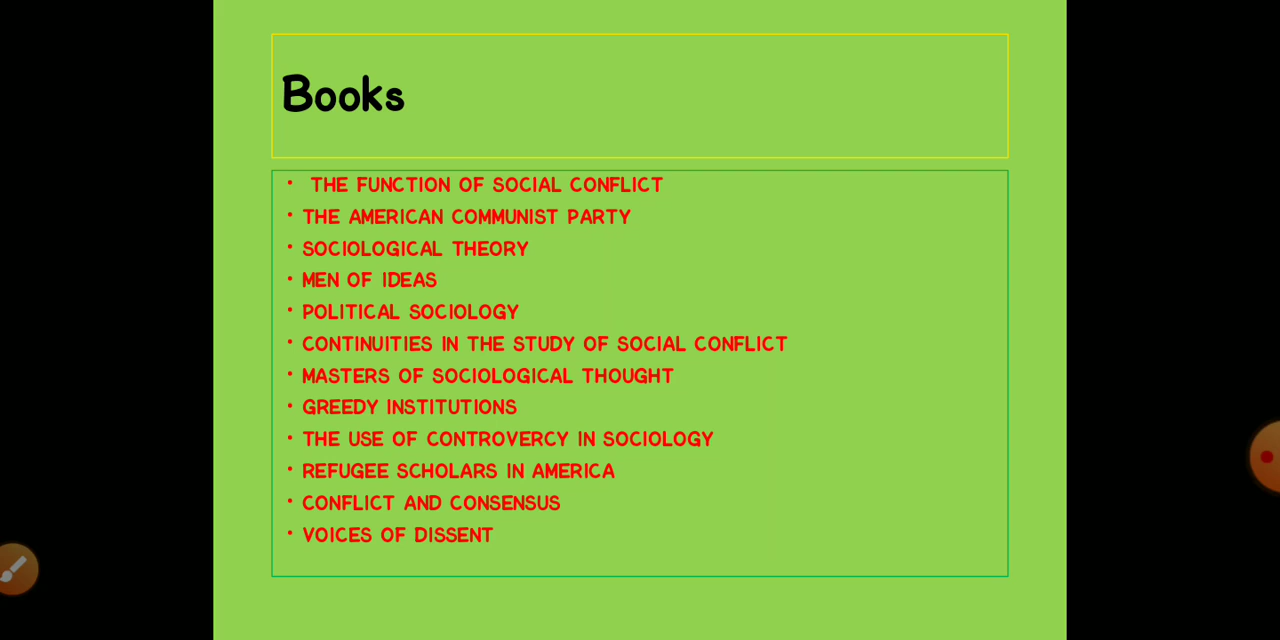 Books
• THE FUNCTION OF SOCIAL CONFLICT
• THE AMERICAN COMMUNIST PARTY
• SOCIOLOGICAL THEORY
• MEN OF IDEAS
• POLITICAL SOCIOLOGY
• CONTINUITIES IN THE STUDY OF SOCIAL CONFLICT
• MASTERS OF SOCIOLOGICAL THOUGHT
• GREEDY INSTITUTIONS
• THE USE OF CONTROVERCY IN SOCIOLOGY
• REFUGEE SCHOLARS IN AMERICA
• CONFLICT AND CONSENSUS
• VOICES OF DISSENT